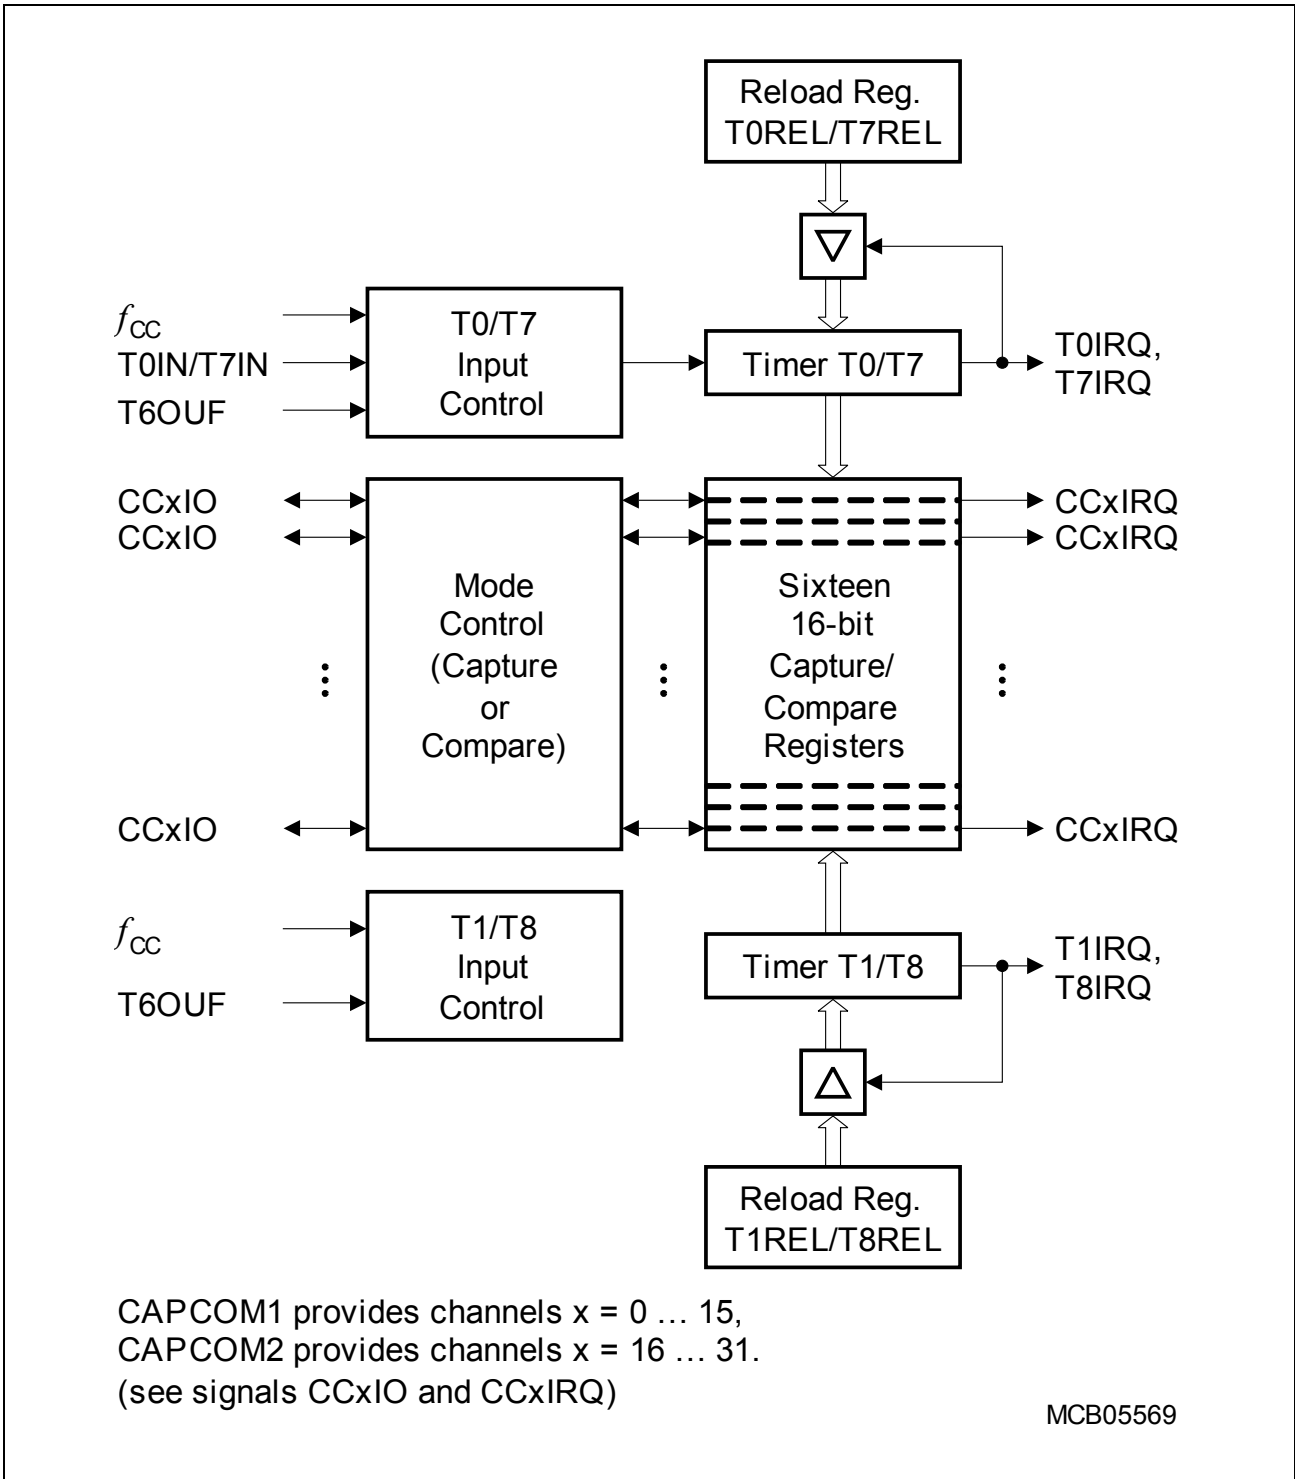 Reload Reg.
T0REL/T7REL
f CC
T0IN/T7IN
T6OUF
T0/T7
Input
Control
Timer T0/T7
T0IRQ,
T7IRQ
CCxIO
CCxIO
CCxIO
Mode
Control
(Capture
or
Compare)
Sixteen
16-bit
Capture/
Compare
Registers
CCxIRQ
CCxIRQ
CCxIRQ
f CC
T6OUF
T1/T8
Input
Control
Timer T1/T8
T1IRQ,
T8IRQ
Reload Reg.
T1REL/T8REL
CAPCOM1 provides channels x = 0 … 15,
CAPCOM2 provides channels x = 16 … 31.
(see signals CCxIO and CCxIRQ)
MCB05569